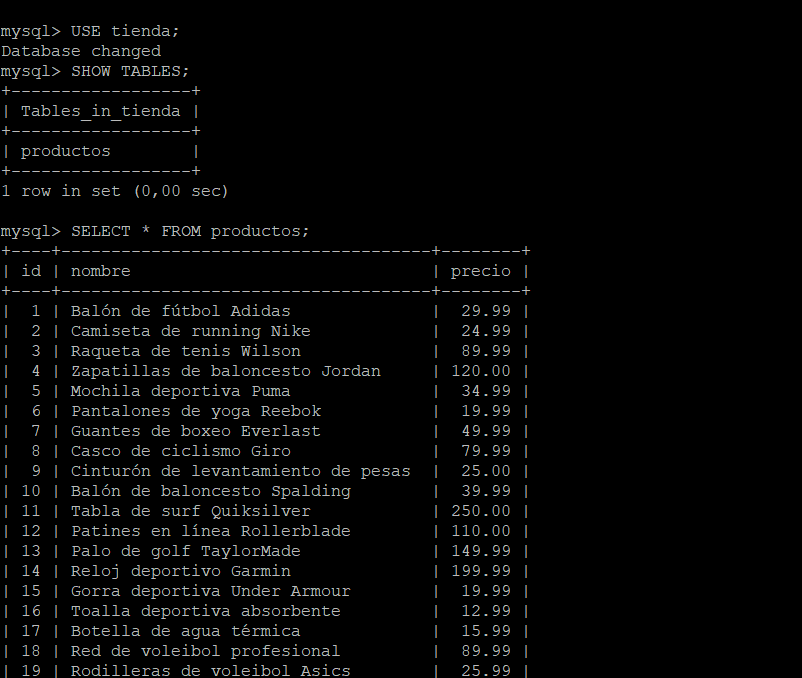 mysql> USE tienda;
Database changed
mysql> SHOW TABLES;
+------------------+
| Tables_in_tienda |
+------------------+
| productos        |
+------------------+
1 row in set (0,00 sec)

mysql> SELECT * FROM productos;
+----+-------------------------------------+--------+
| id | nombre                              | precio |
+----+-------------------------------------+--------+
|  1 | Balón de fútbol Adidas              |  29.99 |
|  2 | Camiseta de running Nike            |  24.99 |
|  3 | Raqueta de tenis Wilson             |  89.99 |
|  4 | Zapatillas de baloncesto Jordan     | 120.00 |
|  5 | Mochila deportiva Puma              |  34.99 |
|  6 | Pantalones de yoga Reebok           |  19.99 |
|  7 | Guantes de boxeo Everlast           |  49.99 |
|  8 | Casco de ciclismo Giro              |  79.99 |
|  9 | Cinturón de levantamiento de pesas  |  25.00 |
| 10 | Balón de baloncesto Spalding        |  39.99 |
| 11 | Tabla de surf Quiksilver            | 250.00 |
| 12 | Patines en línea Rollerblade        | 110.00 |
| 13 | Palo de golf TaylorMade             | 149.99 |
| 14 | Reloj deportivo Garmin              | 199.99 |
| 15 | Gorra deportiva Under Armour        |  19.99 |
| 16 | Toalla deportiva absorbente         |  12.99 |
| 17 | Botella de agua térmica             |  15.99 |
| 18 | Red de voleibol profesional         |  89.99 |
| 19 | Rodilleras de voleibol Asics        |  25.99 |